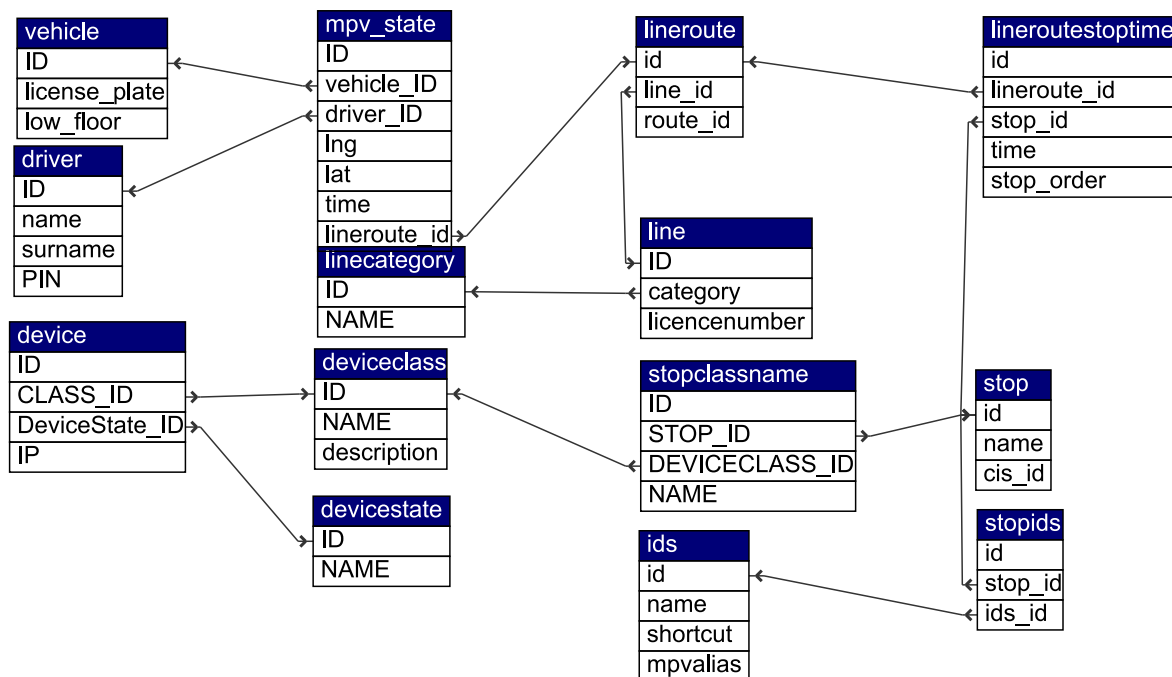 vehicle
ID
license_plate
low_floor
driver
ID
name
surname
PIN
device
ID
CLASS_ID
DeviceState_ID
IP
mpv_state
ID
vehicle_ID
driver_ID
lng
lat
time
lineroute_id
linecategory
ID
NAME
deviceclass
ID
NAME
description
devicestate
ID
NAME
lineroute
id
line_id
route_id
line
ID
category
licencenumber
stopclassname
ID
STOP_ID
DEVICECLASS_ID
NAME
ids
id
name
shortcut
mpvalias
lineroutestoptime
id
lineroute_id
stop_id
time
stop_order
stop
id
name
cis_id
stopids
id
stop_id
ids_id